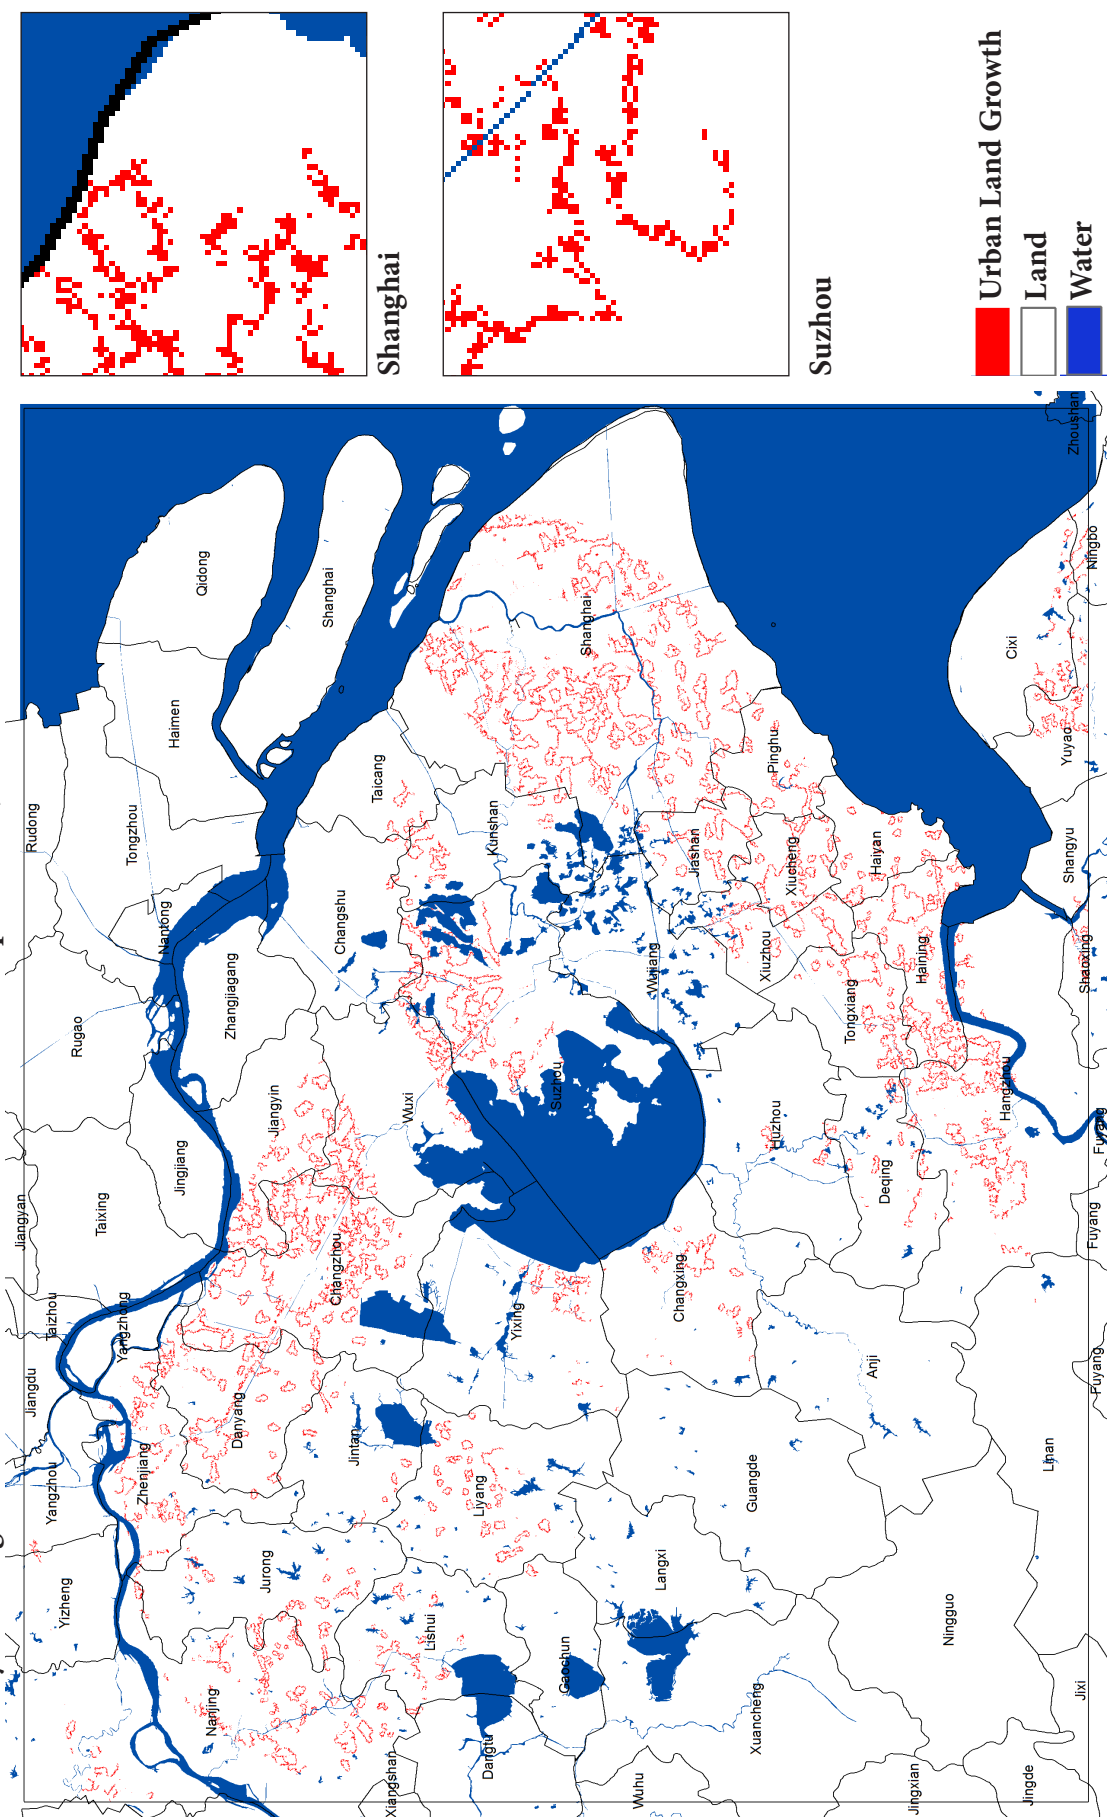 Shanghai
Suzhou
Urban Land Growth
Land
Water
Rudong
Tongzhou
Haimen
Qidong
Shanghai
Nantong
Rugao
Zhangjiagang
Changshu
Taicang
Kunshan
Shanghai
Jiangyan
Taixing
Jingjiang
Jiangyin
Wuxi
Suzhou
Wujiang
Jiashan
Pinghu
Xiucheng
Xiuzhou
Haiyan
Haining
Tongxiang
Taizhou
Yangzhong
Jiangdu
Yangzhou
Zhenjiang
Danyang
Changzhou
Jintan
Yixing
Liyang
Changxing
Huzhou
Deqing
Hangzhou
Yizheng
Jurong
Nanjing
Lishui
Gaochun
Langxi
Guangde
Anji
Xiangshan
Dangtu
Wuhu
Xuancheng
Ningguo
Jingxian
Jingde
Jixi
Linan
Fuyang
Fuyang
Fuyang
Shaoxing
Shangyu
Yuyao
Cixi
Ningbo
Zhoushan